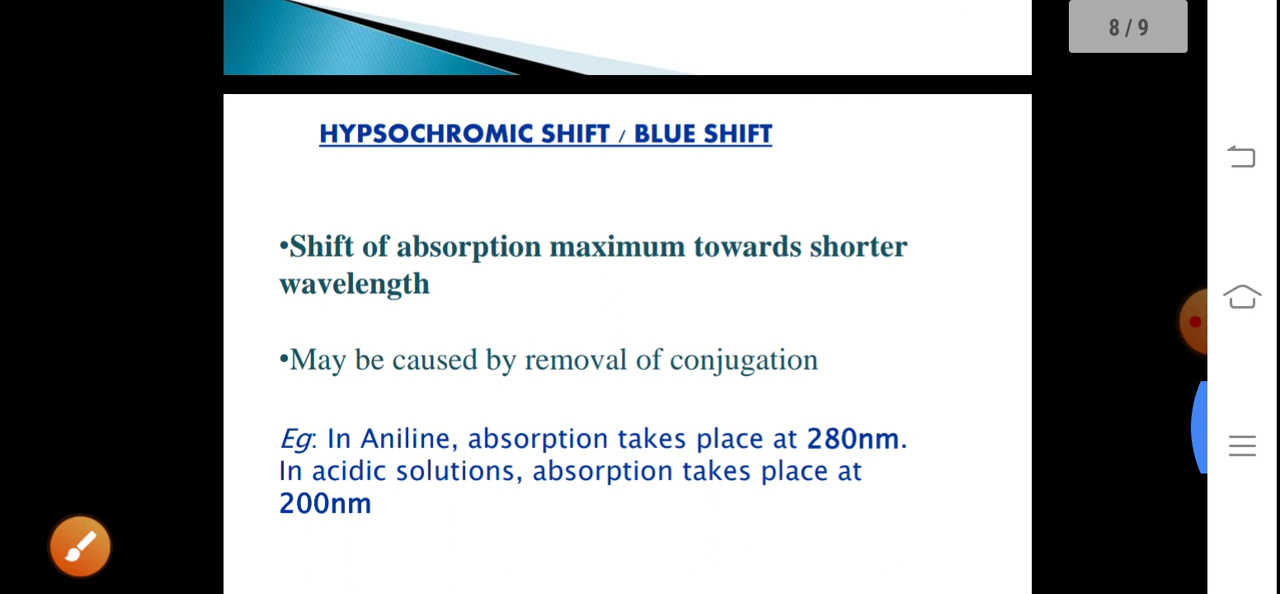 8 / 9
HYPSOCHROMIC SHIFT / BLUE SHIFT
•Shift of absorption maximum towards shorter
wavelength
•May be caused by removal of conjugation
Eg: In Aniline, absorption takes place at 280nm.
In acidic solutions, absorption takes place at
200nm